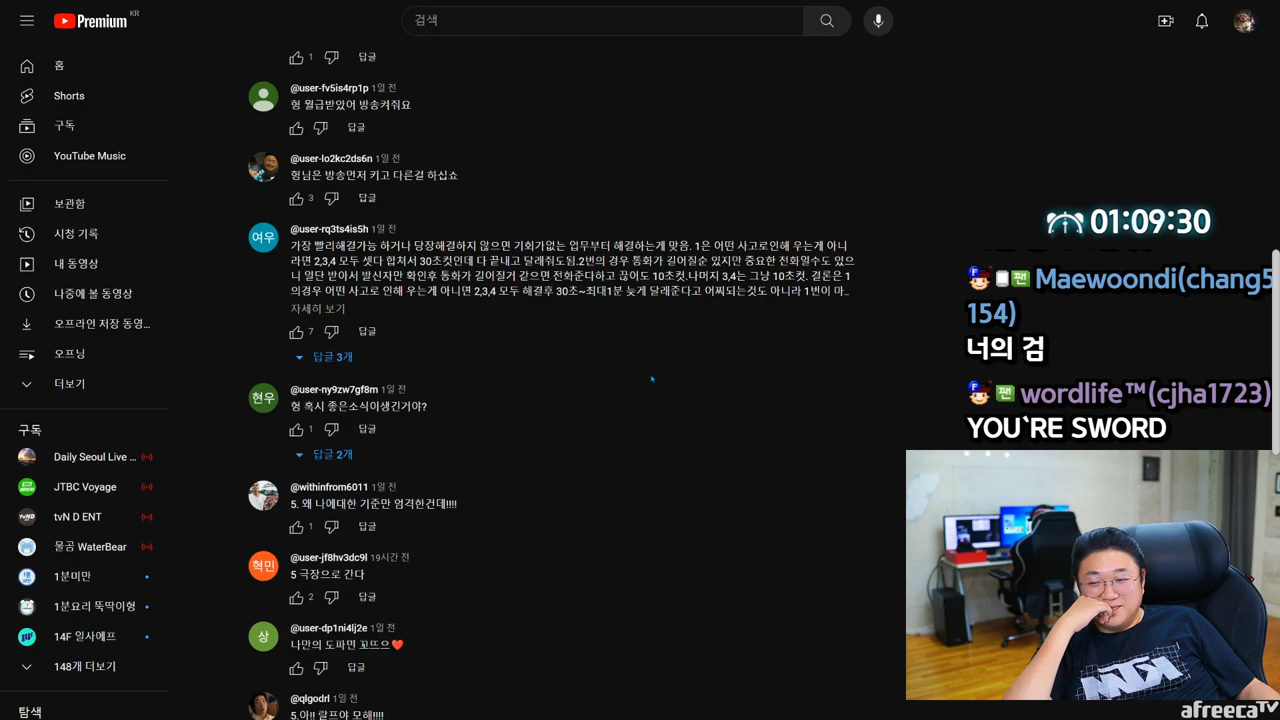 Premium KR
검색
홈
Shorts
구독
YouTube Music
보관함
시청 기록
내 동영상
나중에 볼 동영상
오프라인 저장 동영...
오프닝
더보기
구독
Daily Seoul Live ...
JTBC Voyage
tvN D ENT
물곰 WaterBear
1분미만
1분요리 뚝딱이형
14F 일사에프
148개 더보기
탐색
1 답글
@user-fv5is4rp1p 1일 전
형 월급받았어 방송켜줘요
답글
@user-lo2kc2ds6n 1일 전
형님은 방송먼저 키고 다른걸 하십쇼
3 답글
여우
@user-rq3ts4is5h 1일 전
가장 빨리해결가능 하거나 당장해결하지 않으면 기회가없는 업무부터 해결하는게 맞음. 1은 어떤 사고로인해 우는게 아니
라면 2,3,4 모두 셋다 합쳐서 30초컷인데 다 끝내고 달래줘도됨.2번의 경우 통화가 길어질순 있지만 중요한 전화일수도 있으
니 일단 받아서 발신자만 확인후 통화가 길어질거 같으면 전화준다하고 끊어도 10초컷.나머지 3,4는 그냥 10초컷. 결론은 1
의경우 어떤 사고로 인해 우는게 아니면 2,3,4 모두 해결후 30초~최대1분 늦게 달래준다고 어찌되는것도 아니라 1번이 마...
자세히 보기
7 답글
답글 3개
현우
@user-ny9zw7gf8m 1일 전
형 혹시 좋은소식이생긴거야?
1 답글
답글 2개
@withinfrom6011 1일 전
5. 왜 나에대한 기준만 엄격한건데!!!!
1 답글
혁민
@user-jf8hv3dc9l 19시간 전
5 극장으로 간다
2 답글
상
@user-dp1ni4lj2e 1일 전
나만의 도파민 꼬뜨으❤️
답글
@qlgodrl 1일 전
5.아!! 랄프야 모해!!!!
01:09:30
F 팬 Maewoondi(chang5
154)
너의 검
F 팬 wordlife™(cjha1723)
YOU`RE SWORD
afreecaTV